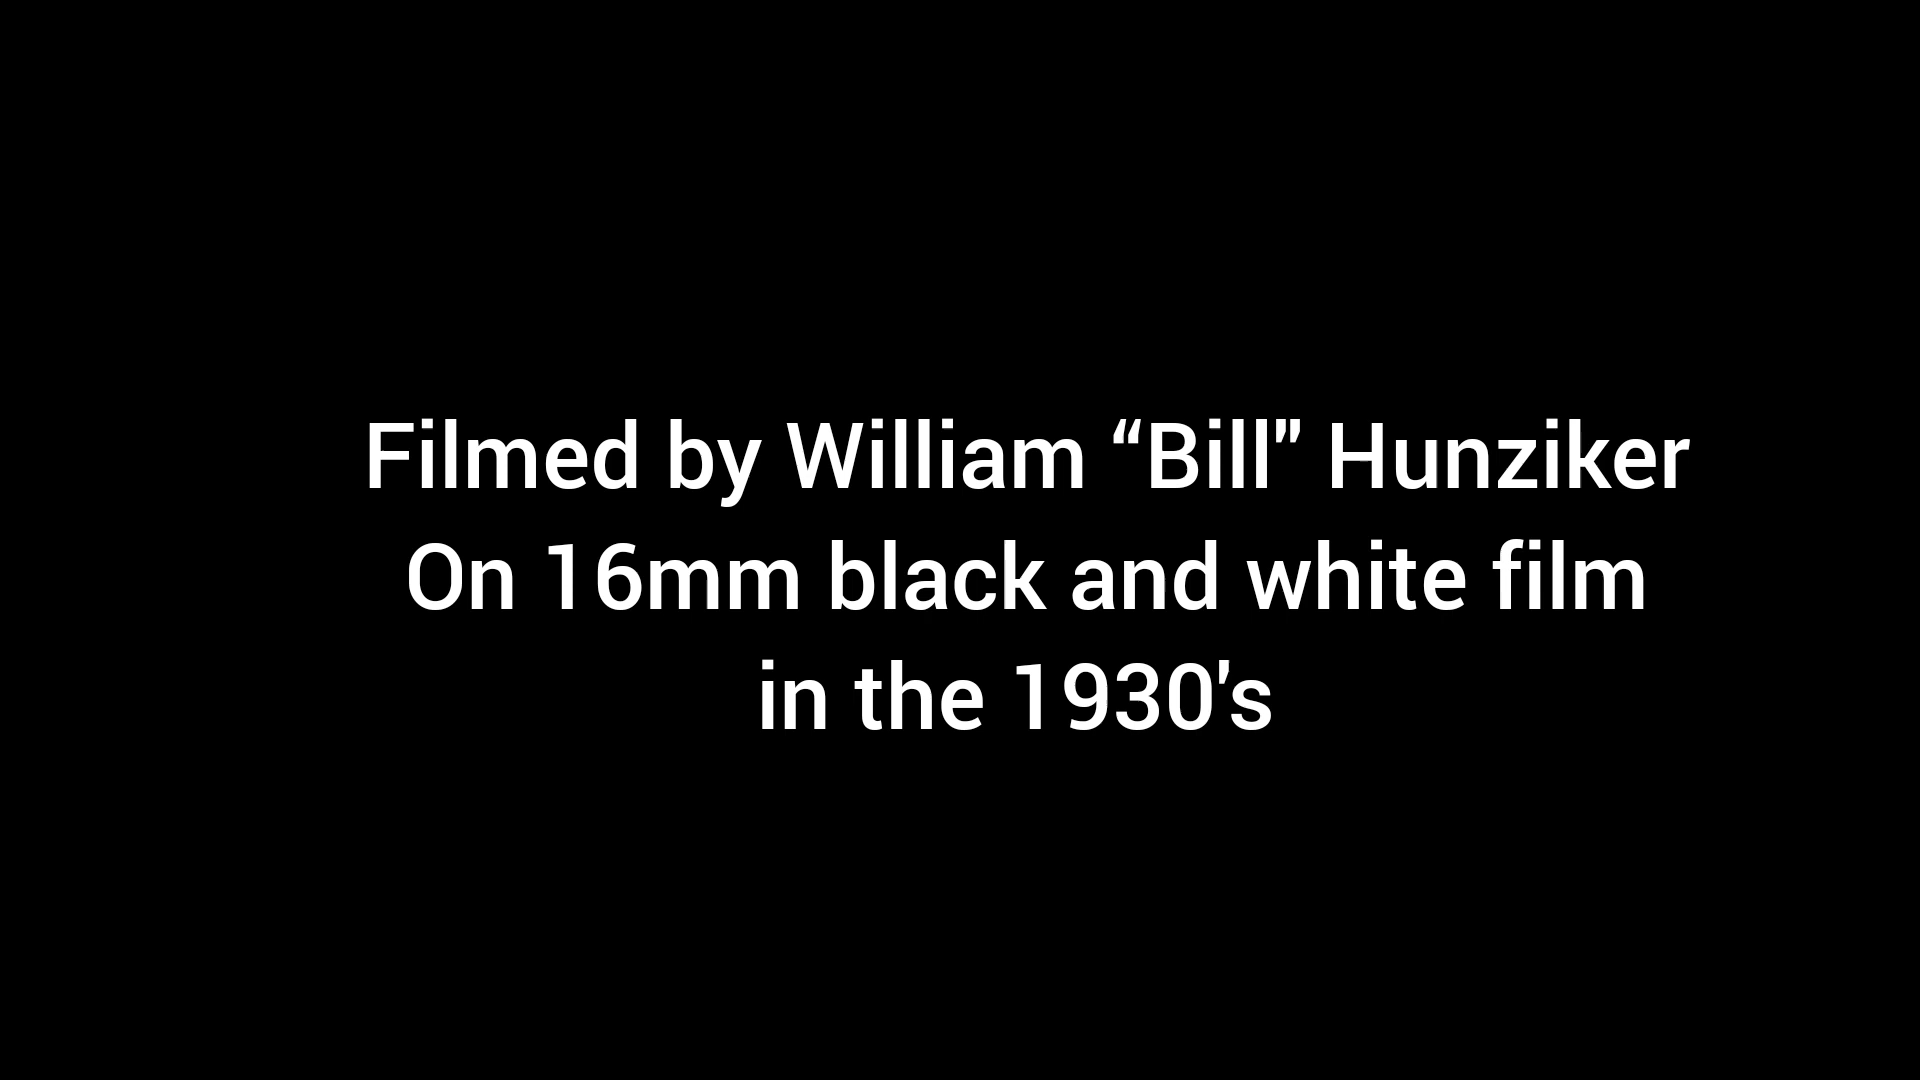 Filmed by William “Bill” Hunziker
On 16mm black and white film
in the 1930's